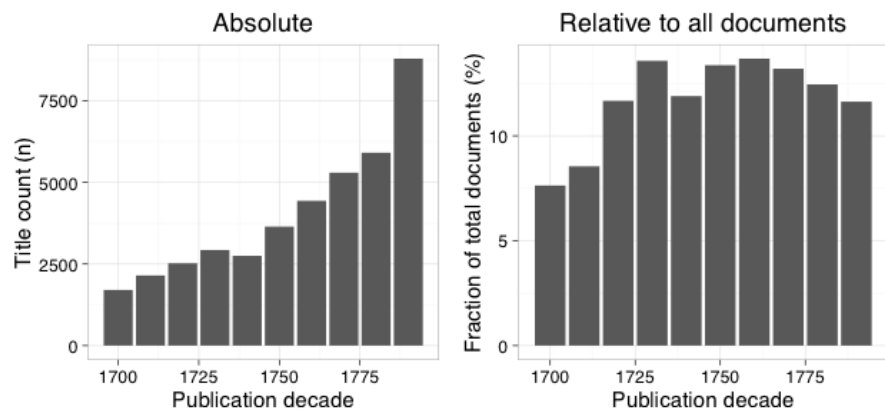 Absolute
Title count (n)
7500
5000
2500
0
1700
1725
1750
1775
Publication decade
Relative to all documents
Fraction of total documents (%)
10
5
0
1700
1725
1750
1775
Publication decade